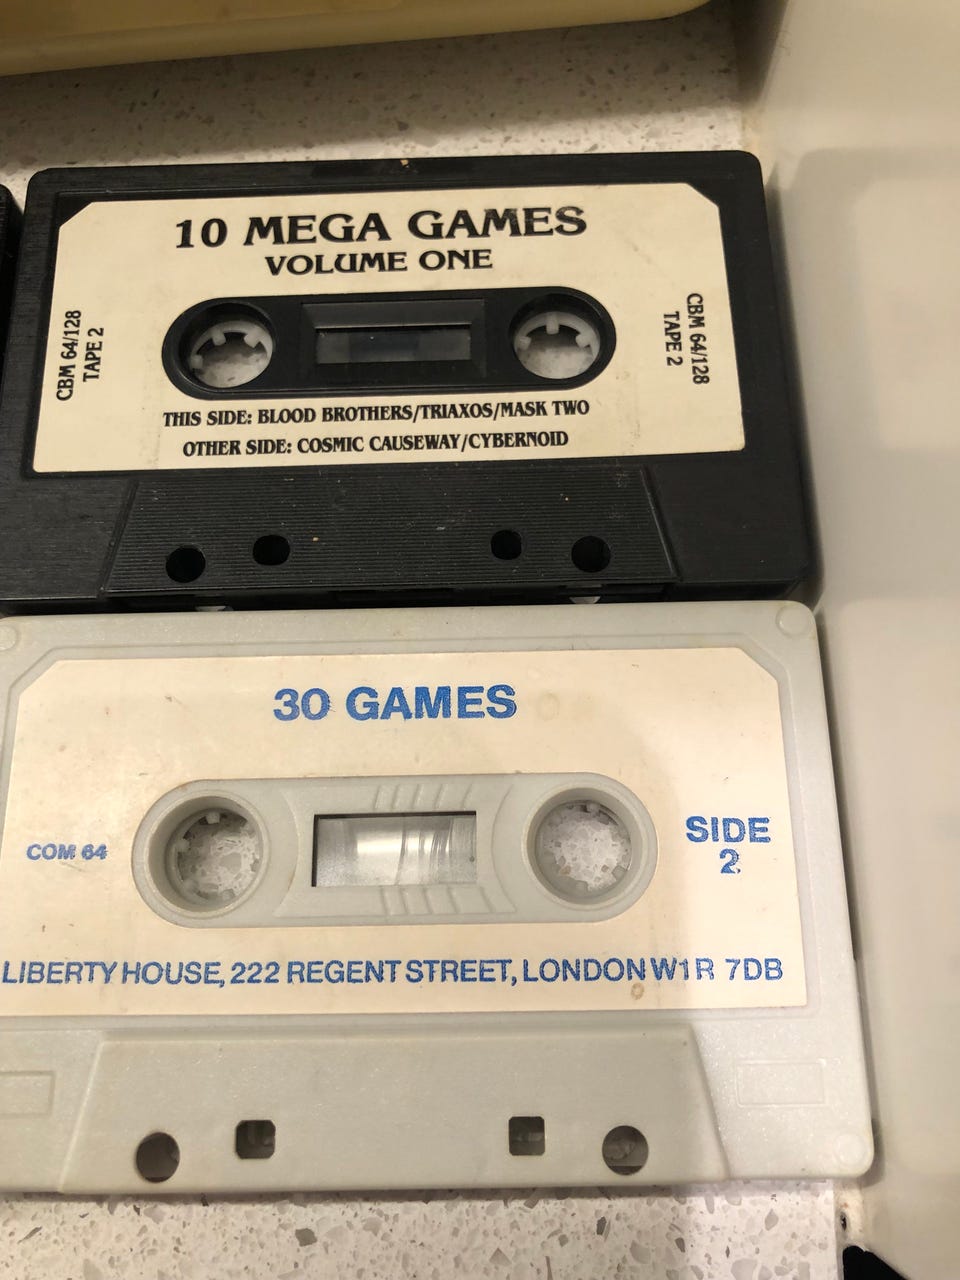 10 MEGA GAMES
VOLUME ONE
CBM 64/128
TAPE 2
CBM 64/128
TAPE 2
THIS SIDE: BLOOD BROTHERS/TRIAXOS/MASK TWO
OTHER SIDE: COSMIC CAUSEWAY/CYBERNOID
30 GAMES
COM 64
SIDE
2
LIBERTY HOUSE, 222 REGENT STREET, LONDON W1R 7DB